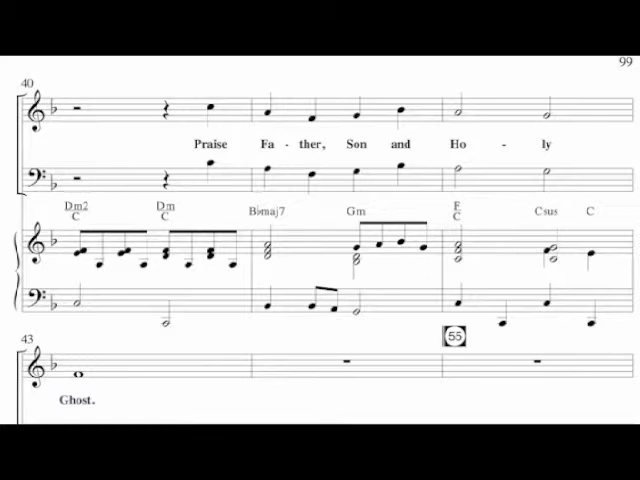 99
40
Praise Fa - ther, Son and Ho - ly
Dm2 Dm B♭maj7 Gm F Csus C
C C C
43
55
Ghost.